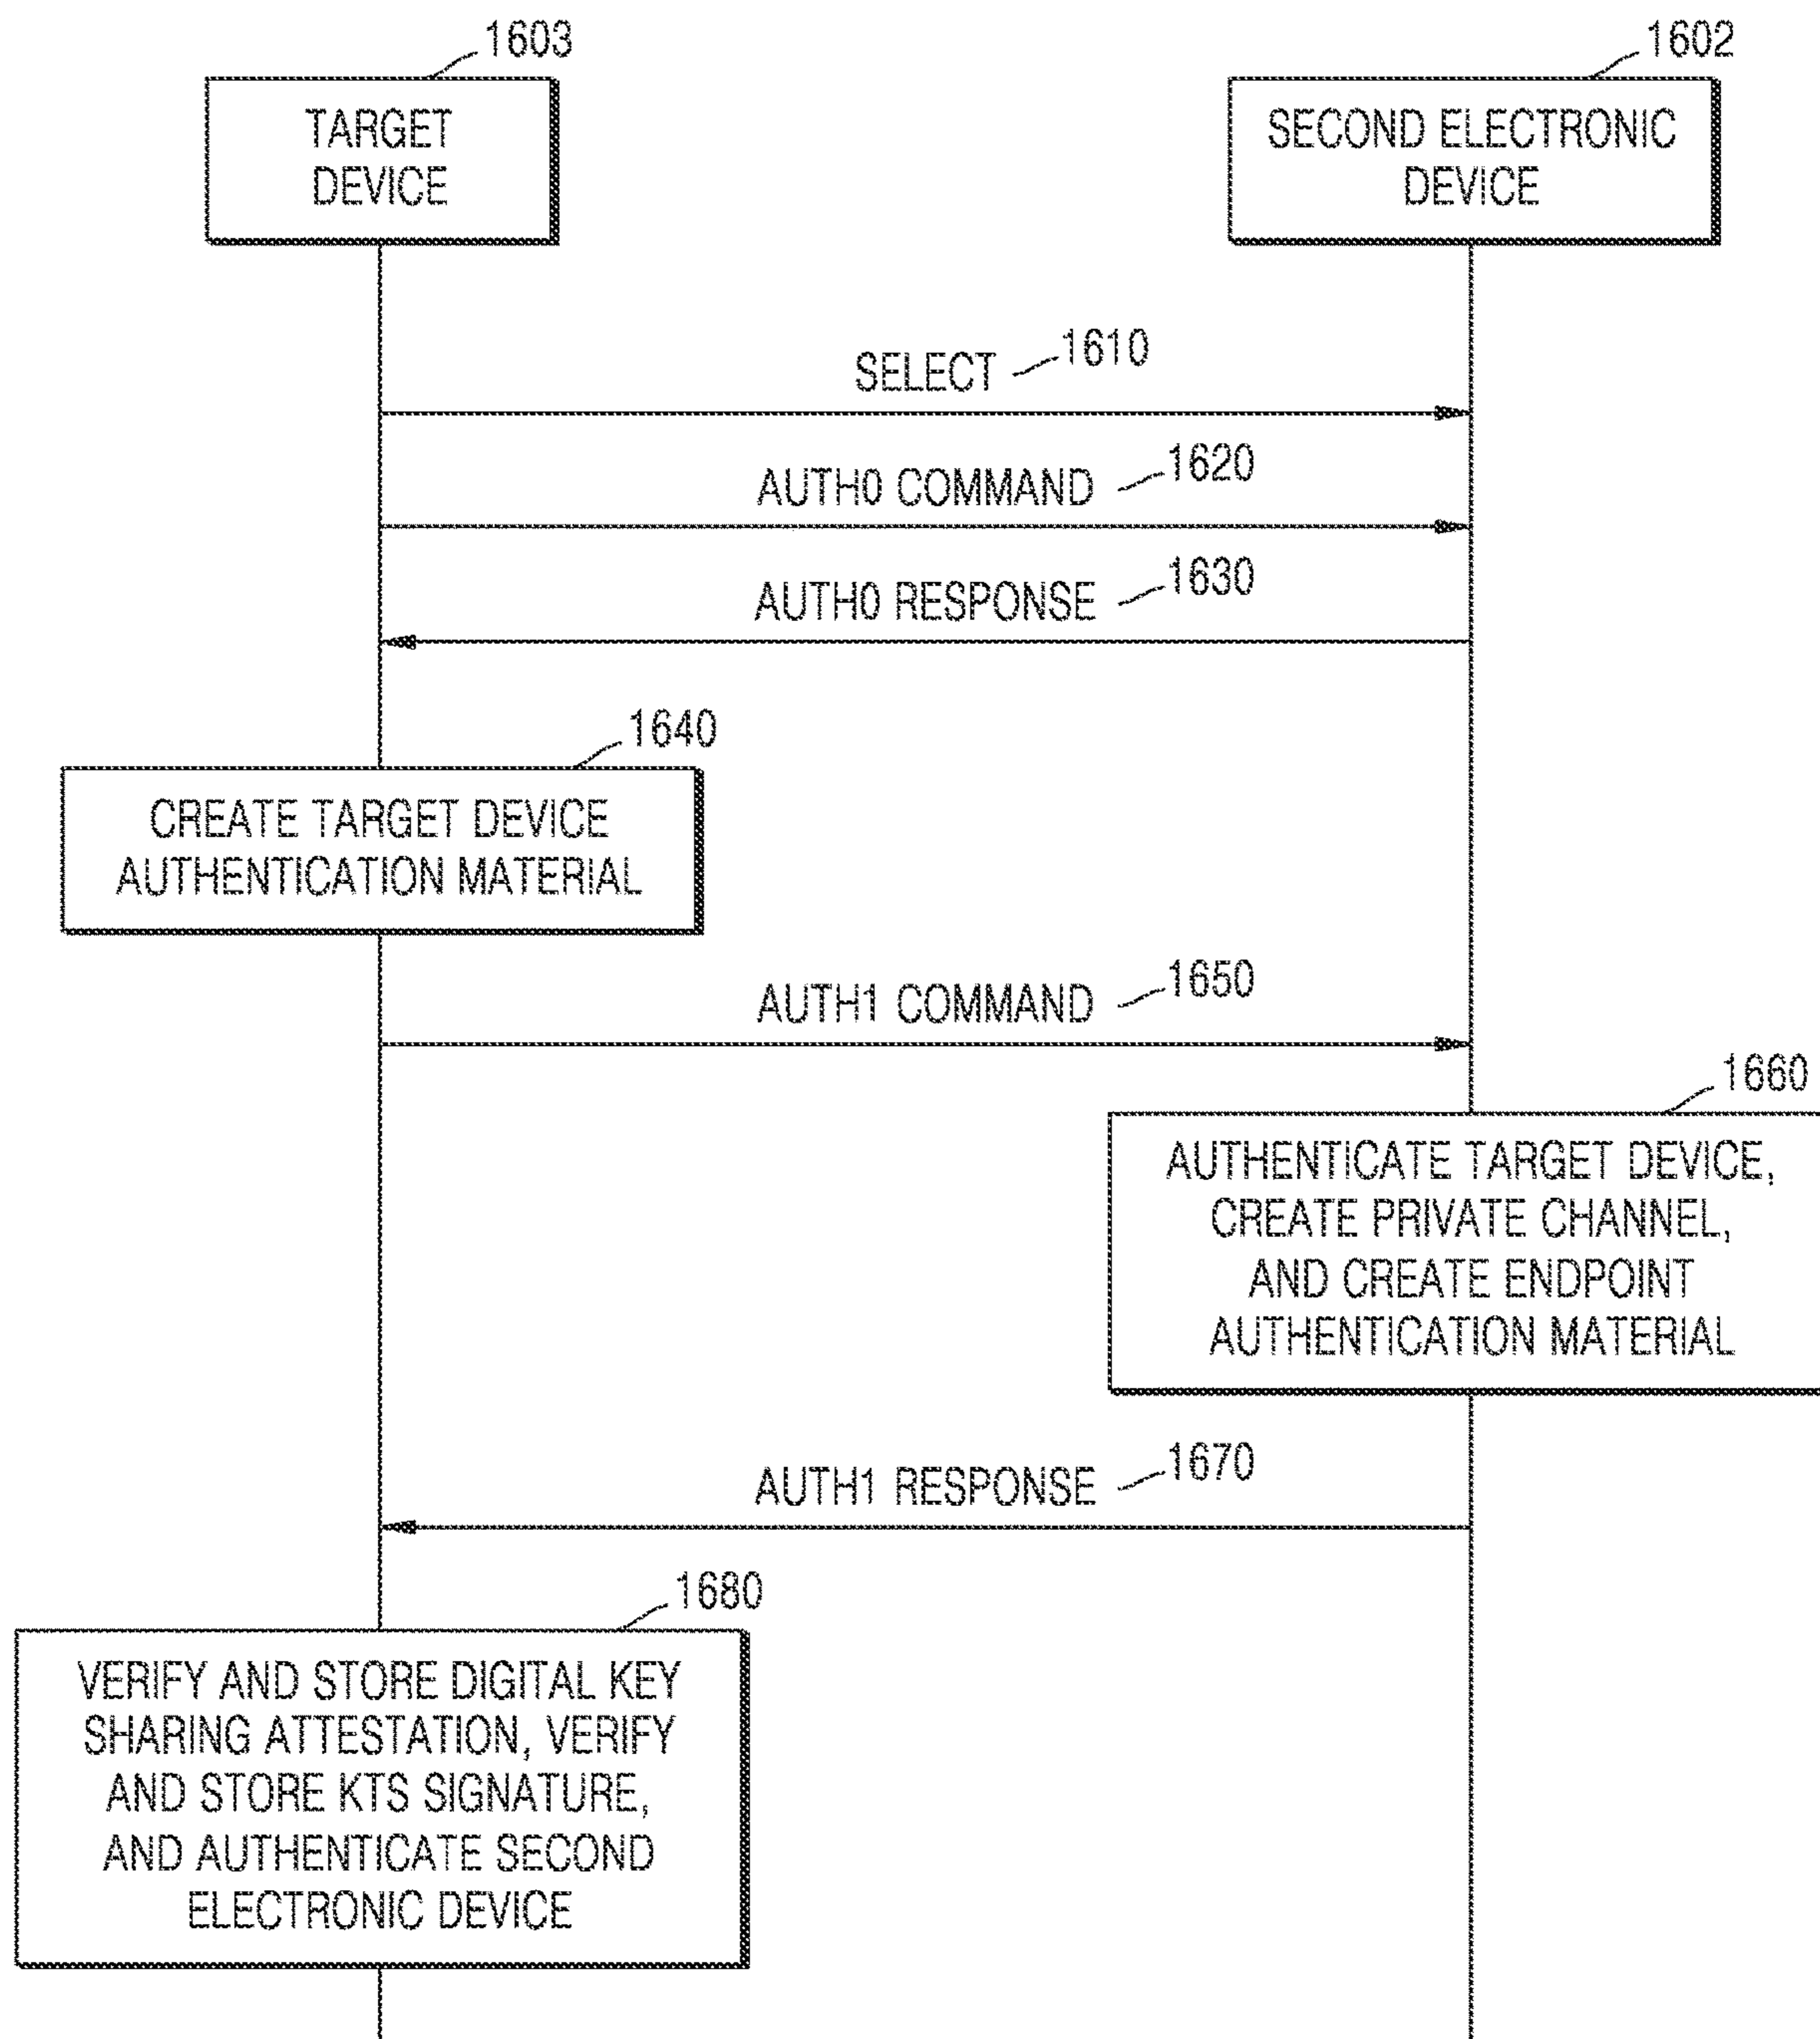 1603
TARGET
DEVICE
1602
SECOND ELECTRONIC
DEVICE
SELECT 1610
AUTH0 COMMAND 1620
AUTH0 RESPONSE 1630
1640
CREATE TARGET DEVICE
AUTHENTICATION MATERIAL
AUTH1 COMMAND 1650
1660
AUTHENTICATE TARGET DEVICE,
CREATE PRIVATE CHANNEL,
AND CREATE ENDPOINT
AUTHENTICATION MATERIAL
AUTH1 RESPONSE 1670
1680
VERIFY AND STORE DIGITAL KEY
SHARING ATTESTATION, VERIFY
AND STORE KTS SIGNATURE,
AND AUTHENTICATE SECOND
ELECTRONIC DEVICE